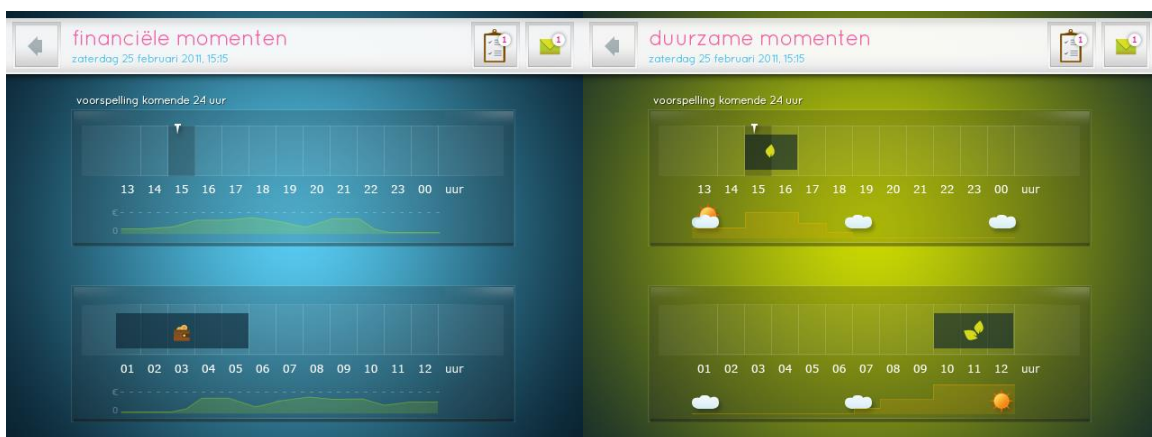 financiële momenten
zaterdag 25 februari 2011, 15:15
1
1
voorspelling komende 24 uur
13 14 15 16 17 18 19 20 21 22 23 00 uur
€
0
01 02 03 04 05 06 07 08 09 10 11 12 uur
€
0
duurzame momenten
zaterdag 25 februari 2011, 15:15
1
1
voorspelling komende 24 uur
13 14 15 16 17 18 19 20 21 22 23 00 uur
01 02 03 04 05 06 07 08 09 10 11 12 uur